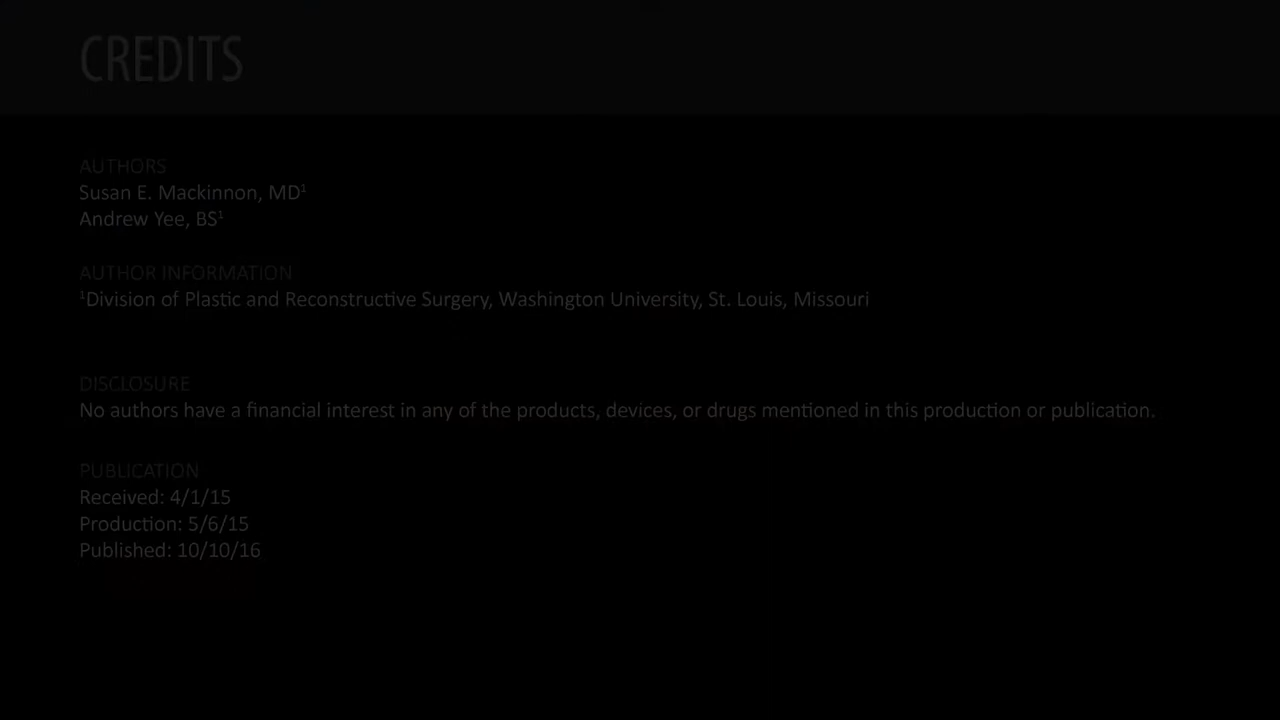 CREDITS
AUTHORS
Susan E. Mackinnon, MD¹
Andrew Yee, BS¹
AUTHOR INFORMATION
¹Division of Plastic and Reconstructive Surgery, Washington University, St. Louis, Missouri
DISCLOSURE
No authors have a financial interest in any of the products, devices, or drugs mentioned in this production or publication.
PUBLICATION
Received: 4/1/15
Production: 5/6/15
Published: 10/10/16